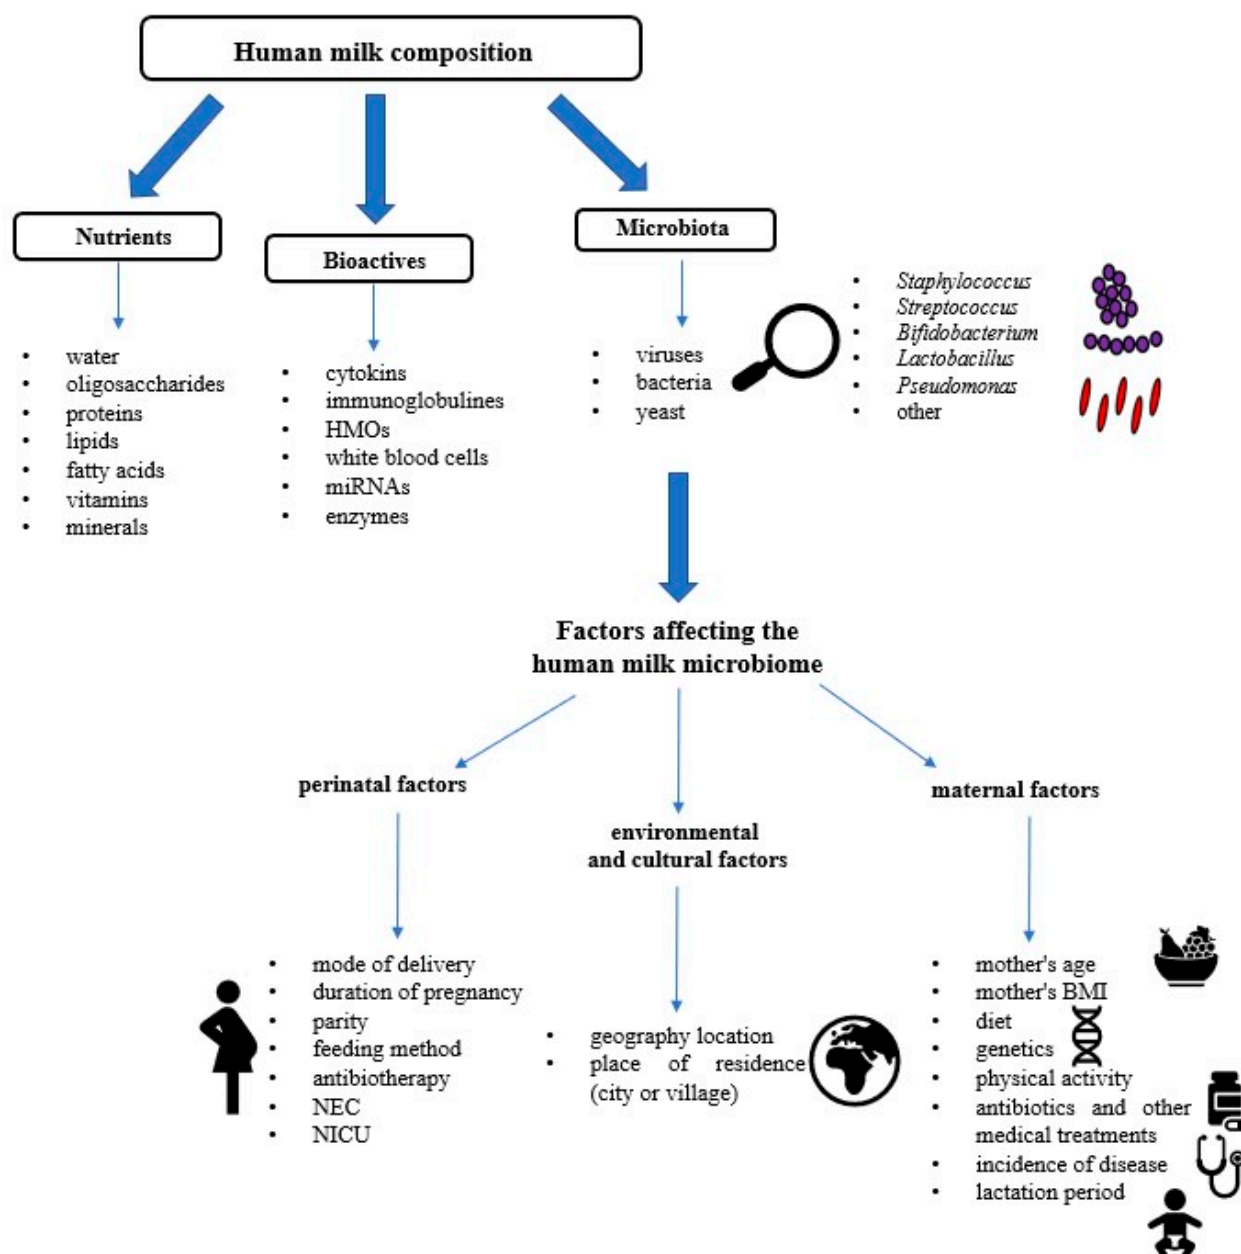 Human milk composition
Nutrients
• water
• oligosaccharides
• proteins
• lipids
• fatty acids
• vitamins
• minerals
Bioactives
• cytokins
• immunoglobulines
• HMOs
• white blood cells
• miRNAs
• enzymes
Microbiota
• viruses
• bacteria
• yeast
• Staphylococcus
• Streptococcus
• Bifidobacterium
• Lactobacillus
• Pseudomonas
• other
Factors affecting the
human milk microbiome
perinatal factors
• mode of delivery
• duration of pregnancy
• parity
• feeding method
• antibiotherapy
• NEC
• NICU
environmental
and cultural factors
• geography location
• place of residence
(city or village)
maternal factors
• mother's age
• mother's BMI
• diet
• genetics
• physical activity
• antibiotics and other
medical treatments
• incidence of disease
• lactation period